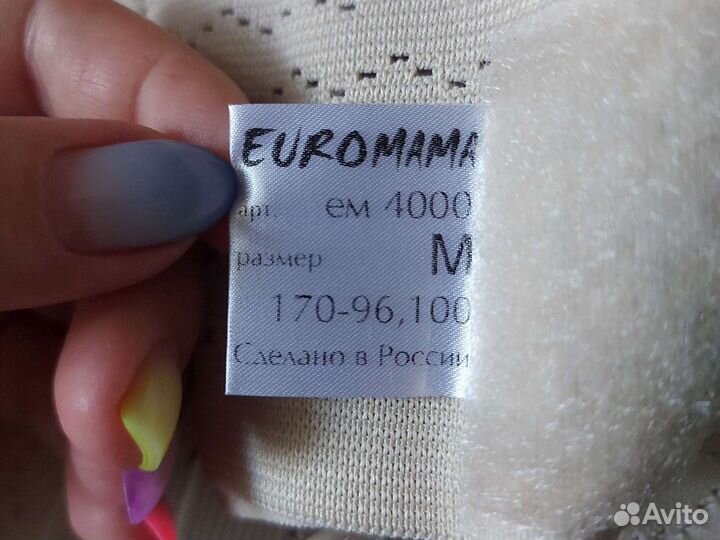 EUROMAMA
арт. ем 4000
размер M
170-96,100
Сделано в России
Avito